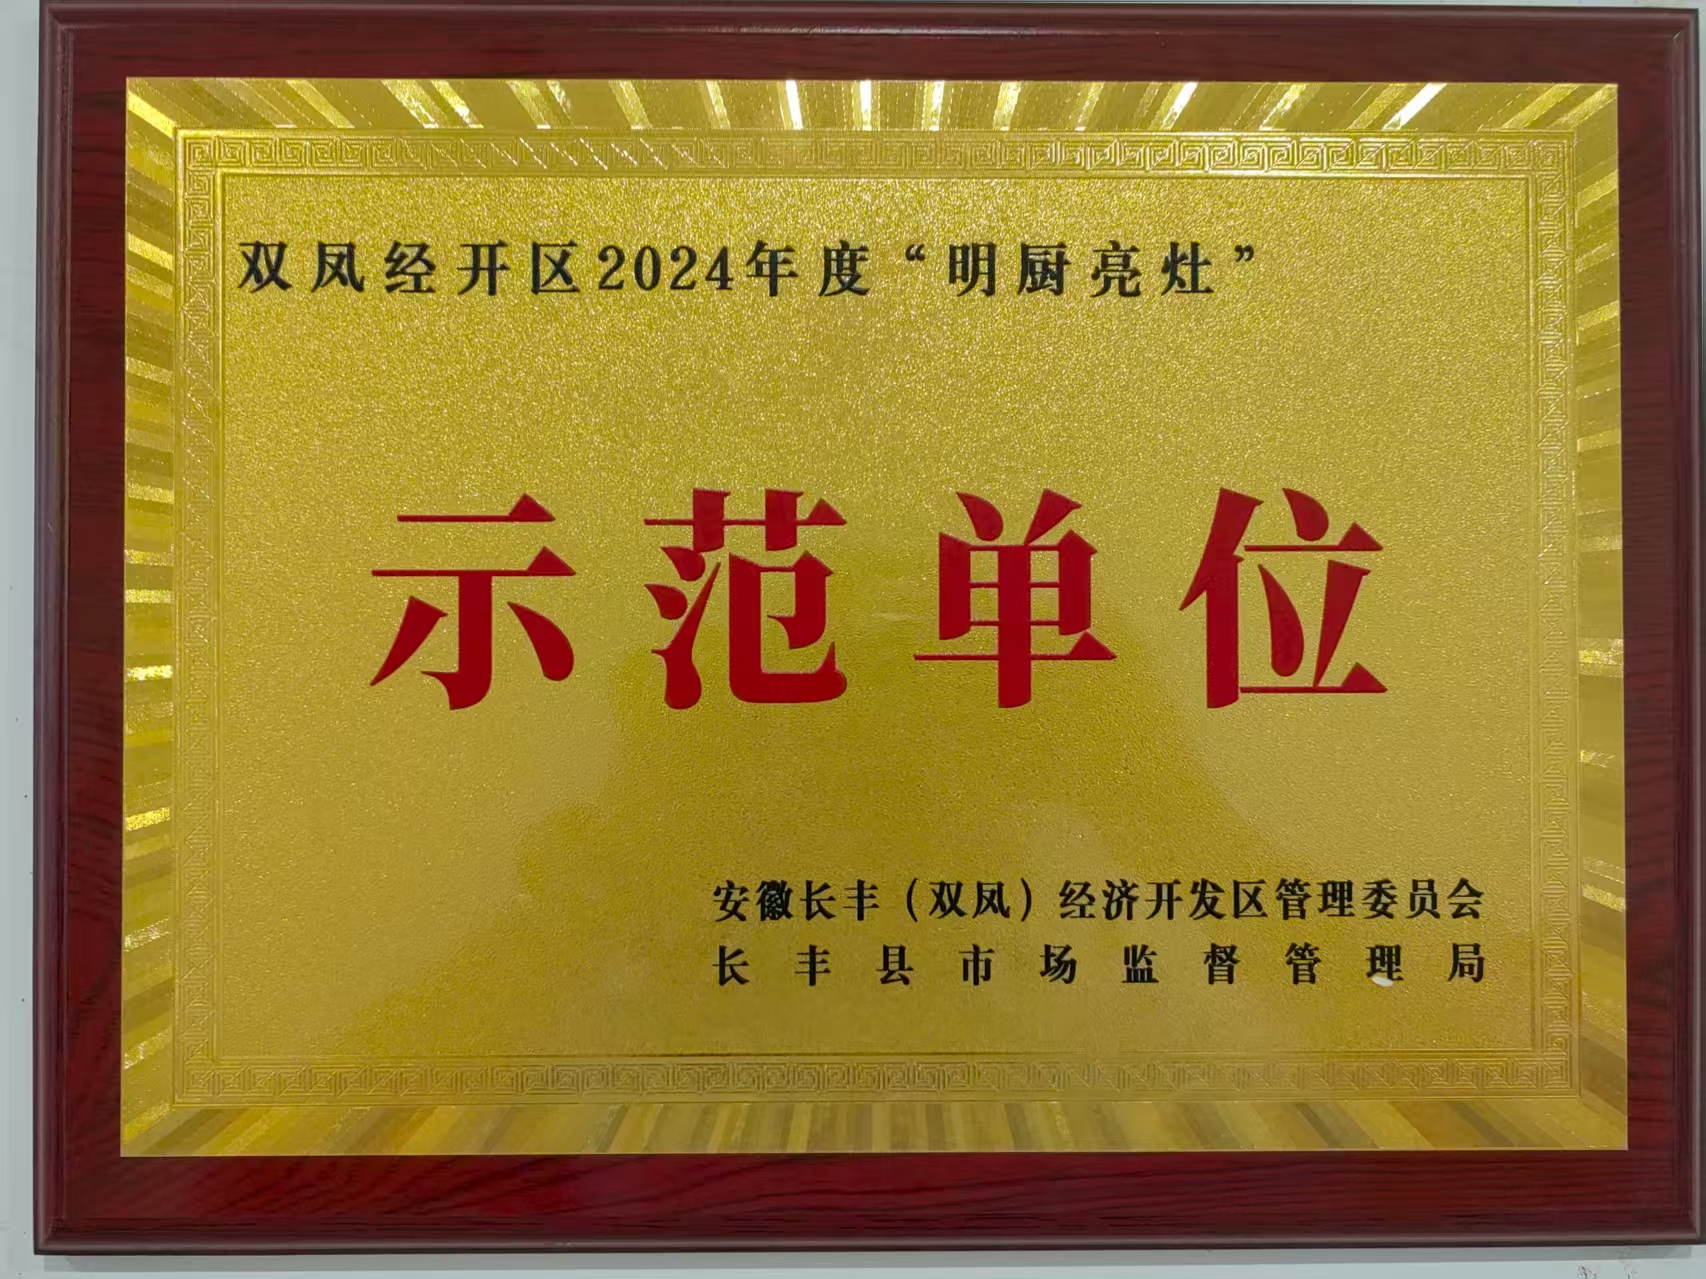 双凤经开区2024年度“明厨亮灶”
示范单位
安徽长丰（双凤）经济开发区管理委员会
长丰县市场监督管理局